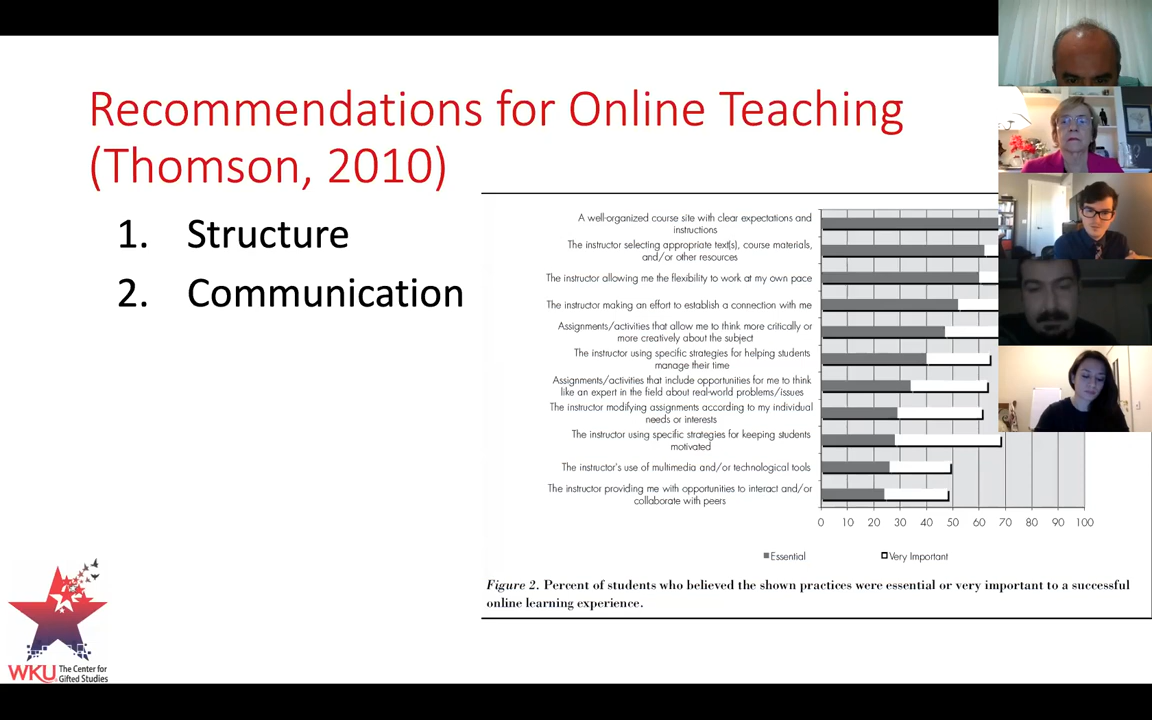 Recommendations for Online Teaching
(Thomson, 2010)
1. Structure
2. Communication
A well-organized course site with clear expectations and
instructions
The instructor selecting appropriate text(s), course materials,
and/or other resources
The instructor allowing me the flexibility to work at my own pace
The instructor making an effort to establish a connection with me
Assignments/activities that allow me to think more critically or
more creatively about the subject
The instructor using specific strategies for helping students
manage their time
Assignments/activities that include opportunities for me to think
like an expert in the field about real-world problems/issues
The instructor modifying assignments according to my individual
needs or interests
The instructor using specific strategies for keeping students
motivated
The instructor's use of multimedia and/or technological tools
The instructor providing me with opportunities to interact and/or
collaborate with peers
0 10 20 30 40 50 60 70 80 90 100
Essential Very Important
Figure 2. Percent of students who believed the shown practices were essential or very important to a successful
online learning experience.
WKU The Center for
Gifted Studies